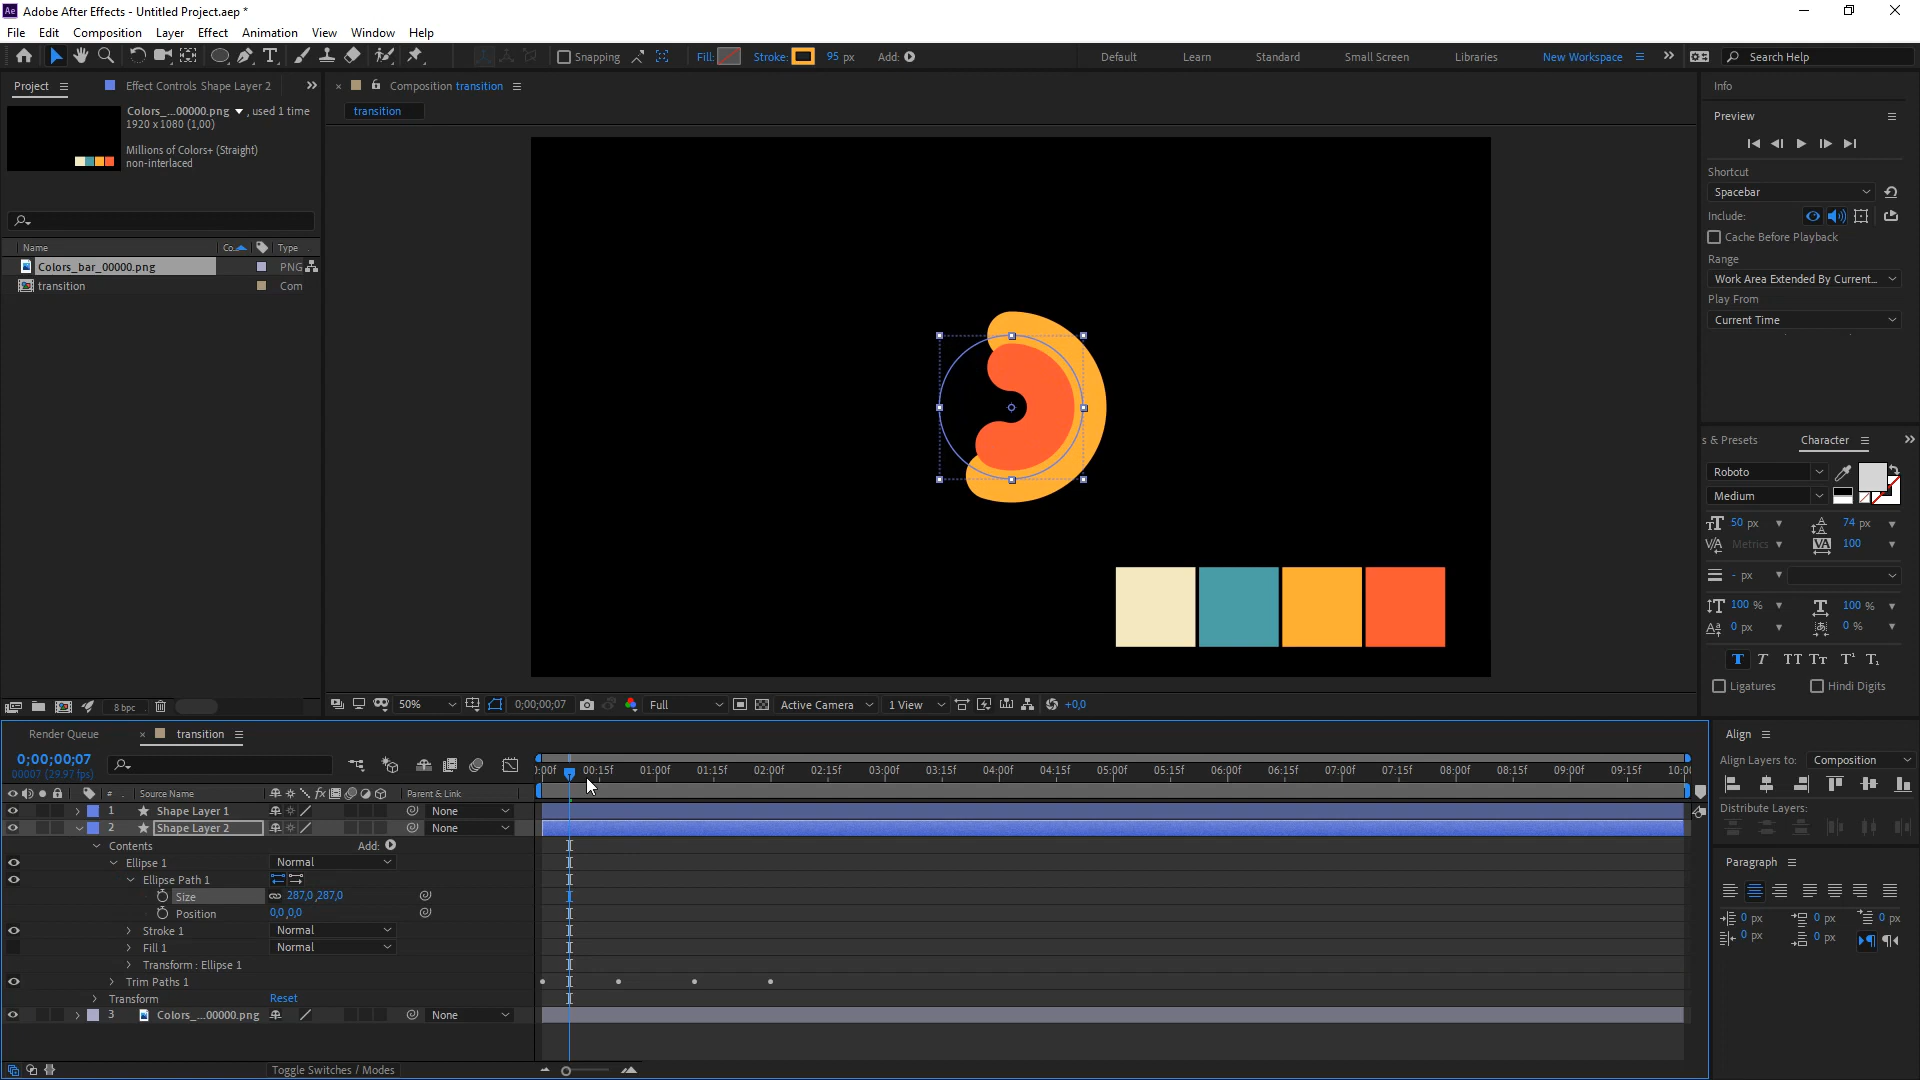 Adobe After Effects - Untitled Project.aep *
File Edit Composition Layer Effect Animation View Window Help
Snapping Fill: Stroke: 95 px Add: Default Learn Standard Small Screen Libraries New Workspace Search Help
Project Effect Controls Shape Layer 2
Colors_...00000.png , used 1 time
1920 x 1080 (1,00)
Millions of Colors+ (Straight)
non-interlaced
Name Co... Type
Colors_bar_00000.png PNG
transition Com
8 bpc
Composition transition
transition
50% 0;00;00;07 Full Active Camera 1 View +0,0
Info
Preview
Shortcut
Spacebar
Include:
Cache Before Playback
Range
Work Area Extended By Current...
Play From
Current Time
s & Presets Character
Roboto
Medium
50 px 74 px
Metrics 100
- px
100 % 100 %
0 px 0 %
Ligatures Hindi Digits
Align
Align Layers to: Composition
Distribute Layers:
Paragraph
0 px 0 px 0 px
0 px 0 px
Render Queue transition
0;00;00;07
00007 (29.97 fps)
# Source Name Parent & Link
:00f 00:15f 01:00f 01:15f 02:00f 02:15f 03:00f 03:15f 04:00f 04:15f 05:00f 05:15f 06:00f 06:15f 07:00f 07:15f 08:00f 08:15f 09:00f 09:15f 10:0
1 Shape Layer 1 None
2 Shape Layer 2 None
Contents Add:
Ellipse 1 Normal
Ellipse Path 1
Size 287,0 ,287,0
Position 0,0 ,0,0
Stroke 1 Normal
Fill 1 Normal
Transform : Ellipse 1
Trim Paths 1
Transform Reset
3 Colors_...00000.png None
Toggle Switches / Modes